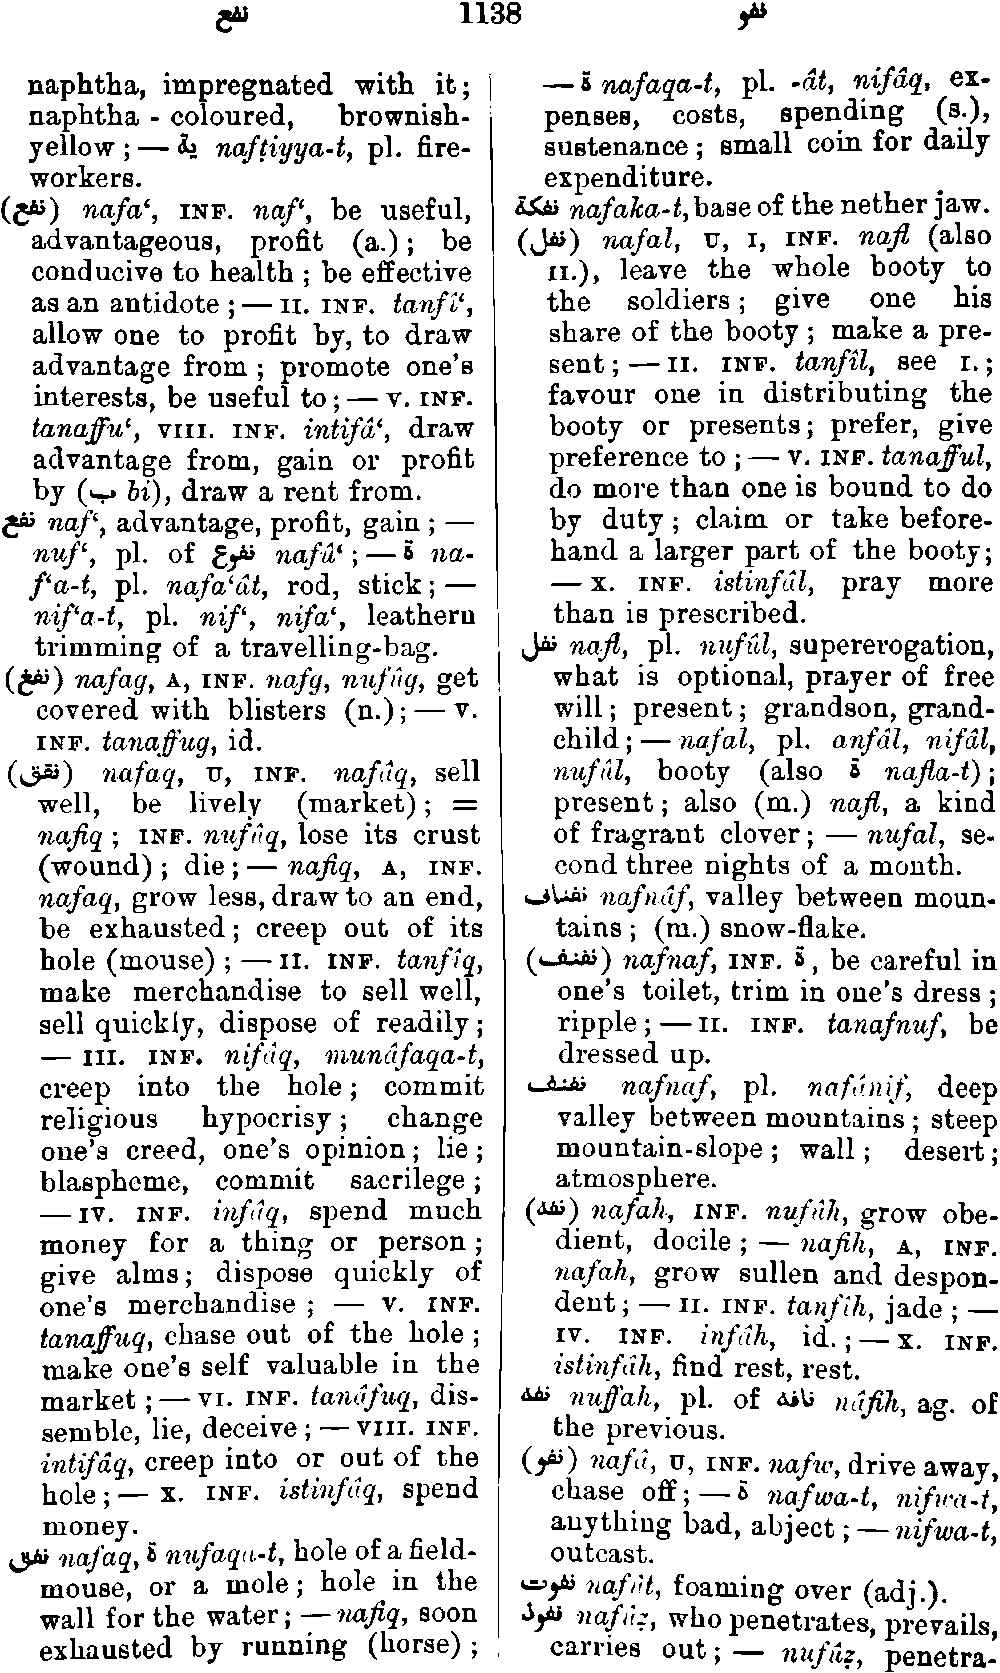 نفع 1138 نفو
naphtha, impregnated with it;
naphtha-coloured, brownish-
yellow; — ية naftiyya-t, pl. fire-
workers.
(نفع) nafa‘, INF. naf‘, be useful,
advantageous, profit (a.); be
conducive to health; be effective
as an antidote; — II. INF. tanfî‘,
allow one to profit by, to draw
advantage from; promote one's
interests, be useful to; — V. INF.
tanaffu‘, VIII. INF. intifâ‘, draw
advantage from, gain or profit
by (ب bi), draw a rent from.
نفع naf‘, advantage, profit, gain; —
nuf‘, pl. of نفوع nafû‘; — ة na-
f‘a-t, pl. nafa‘ât, rod, stick; —
nif‘a-t, pl. nif‘, nifa‘, leathern
trimming of a travelling-bag.
(نفغ) nafag, A, INF. nafg, nufûg, get
covered with blisters (n.); — V.
INF. tanaffug, id.
(نفق) nafaq, U, INF. nafâq, sell
well, be lively (market); =
nafiq; INF. nufûq, lose its crust
(wound); die; — nafiq, A, INF.
nafaq, grow less, draw to an end,
be exhausted; creep out of its
hole (mouse); — II. INF. tanfîq,
make merchandise to sell well,
sell quickly, dispose of readily;
— III. INF. nifâq, munâfaqa-t,
creep into the hole; commit
religious hypocrisy; change
one's creed, one's opinion; lie;
blaspheme, commit sacrilege;
— IV. INF. infâq, spend much
money for a thing or person;
give alms; dispose quickly of
one's merchandise; — V. INF.
tanaffuq, chase out of the hole;
make one's self valuable in the
market; — VI. INF. tanâfuq, dis-
semble, lie, deceive; — VIII. INF.
intifâq, creep into or out of the
hole; — X. INF. istinfâq, spend
money.
نفق nafaq, ة nufaqa-t, hole of a field-
mouse, or a mole; hole in the
wall for the water; — nafiq, soon
exhausted by running (horse);
— ة nafaqa-t, pl. -ât, nifâq, ex-
penses, costs, spending (s.),
sustenance; small coin for daily
expenditure.
نفكة nafaka-t, base of the nether jaw.
(نفل) nafal, U, I, INF. nafl (also
II.), leave the whole booty to
the soldiers; give one his
share of the booty; make a pre-
sent; — II. INF. tanfîl, see I.;
favour one in distributing the
booty or presents; prefer, give
preference to; — V. INF. tanafful,
do more than one is bound to do
by duty; claim or take before-
hand a larger part of the booty;
— X. INF. istinfâl, pray more
than is prescribed.
نفل nafl, pl. nufûl, supererogation,
what is optional, prayer of free
will; present; grandson, grand-
child; — nafal, pl. anfâl, nifâl,
nufûl, booty (also ة nafla-t);
present; also (m.) nafl, a kind
of fragrant clover; — nufal, se-
cond three nights of a month.
نفناف nafnâf, valley between moun-
tains; (m.) snow-flake.
(نفنف) nafnaf, INF. ة, be careful in
one's toilet, trim in one's dress;
ripple; — II. INF. tanafnuf, be
dressed up.
نفنف nafnaf, pl. nafânif, deep
valley between mountains; steep
mountain-slope; wall; desert;
atmosphere.
(نفه) nafah, INF. nufûh, grow obe-
dient, docile; — nafih, A, INF.
nafah, grow sullen and despon-
dent; — II. INF. tanfîh, jade; —
IV. INF. infâh, id.; — X. INF.
istinfâh, find rest, rest.
نفه nuffah, pl. of نافه nâfih, ag. of
the previous.
(نفو) nafâ, U, INF. nafw, drive away,
chase off; — ة nafwa-t, nifwa-t,
anything bad, abject; — nifwa-t,
outcast.
نفوت nafût, foaming over (adj.).
نفوذ nafûẓ, who penetrates, prevails,
carries out; — nufûẓ, penetra-